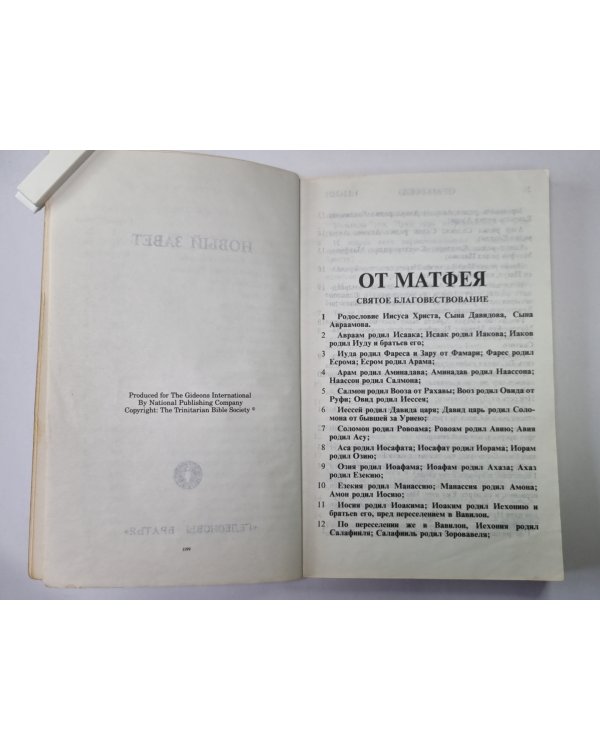 Produced for The Gideons International
By National Publishing Company
Copyright: The Trinitarian Bible Society ®
ОТ МАТФЕЯ
СВЯТОЕ БЛАГОВЕСТВОВАНИЕ
1 Родословие Иисуса Христа, Сына Давидова, Сына
Авраамова.
2 Авраам родил Исаака; Исаак родил Иакова; Иаков
родил Иуду и братьев его;
3 Иуда родил Фареса и Зару от Фамари; Фарес родил
Есрома; Есром родил Арама;
4 Арам родил Аминадава; Аминадав родил Наассона;
Наассон родил Салмона;
5 Салмон родил Вооза от Рахавы; Вооз родил Овида от
Руфи; Овид родил Иессея;
6 Иессей родил Давида царя; Давид царь родил Соло-
мона от бывшей за Уриею;
7 Соломон родил Ровоама; Ровоам родил Авию; Авия
родил Асу;
8 Аса родил Иосафата; Иосафат родил Иорама; Иорам
родил Озию;
9 Озия родил Иоафама; Иоафам родил Ахаза; Ахаз
родил Езекию;
10 Езекия родил Манассию; Манассия родил Амона;
Амон родил Иосию;
11 Иосия родил Иоакима; Иоаким родил Иехонию и
братьев его, пред переселением в Вавилон.
12 По переселении же в Вавилон, Иехония родил
Салафииля; Салафииль родил Зоровавеля;
НОВЫЙ ЗАВЕТ
«ГЕДЕОНОВЫ БРАТЬЯ»